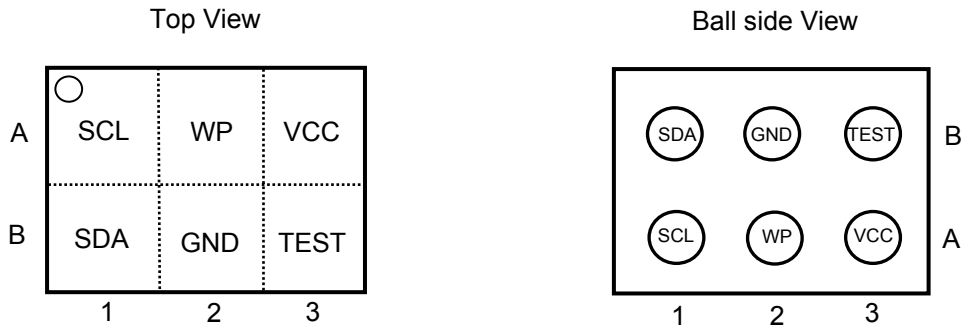 Top View
A SCL WP VCC
B SDA GND TEST
1 2 3
Ball side View
SDA GND TEST B
SCL WP VCC A
1 2 3